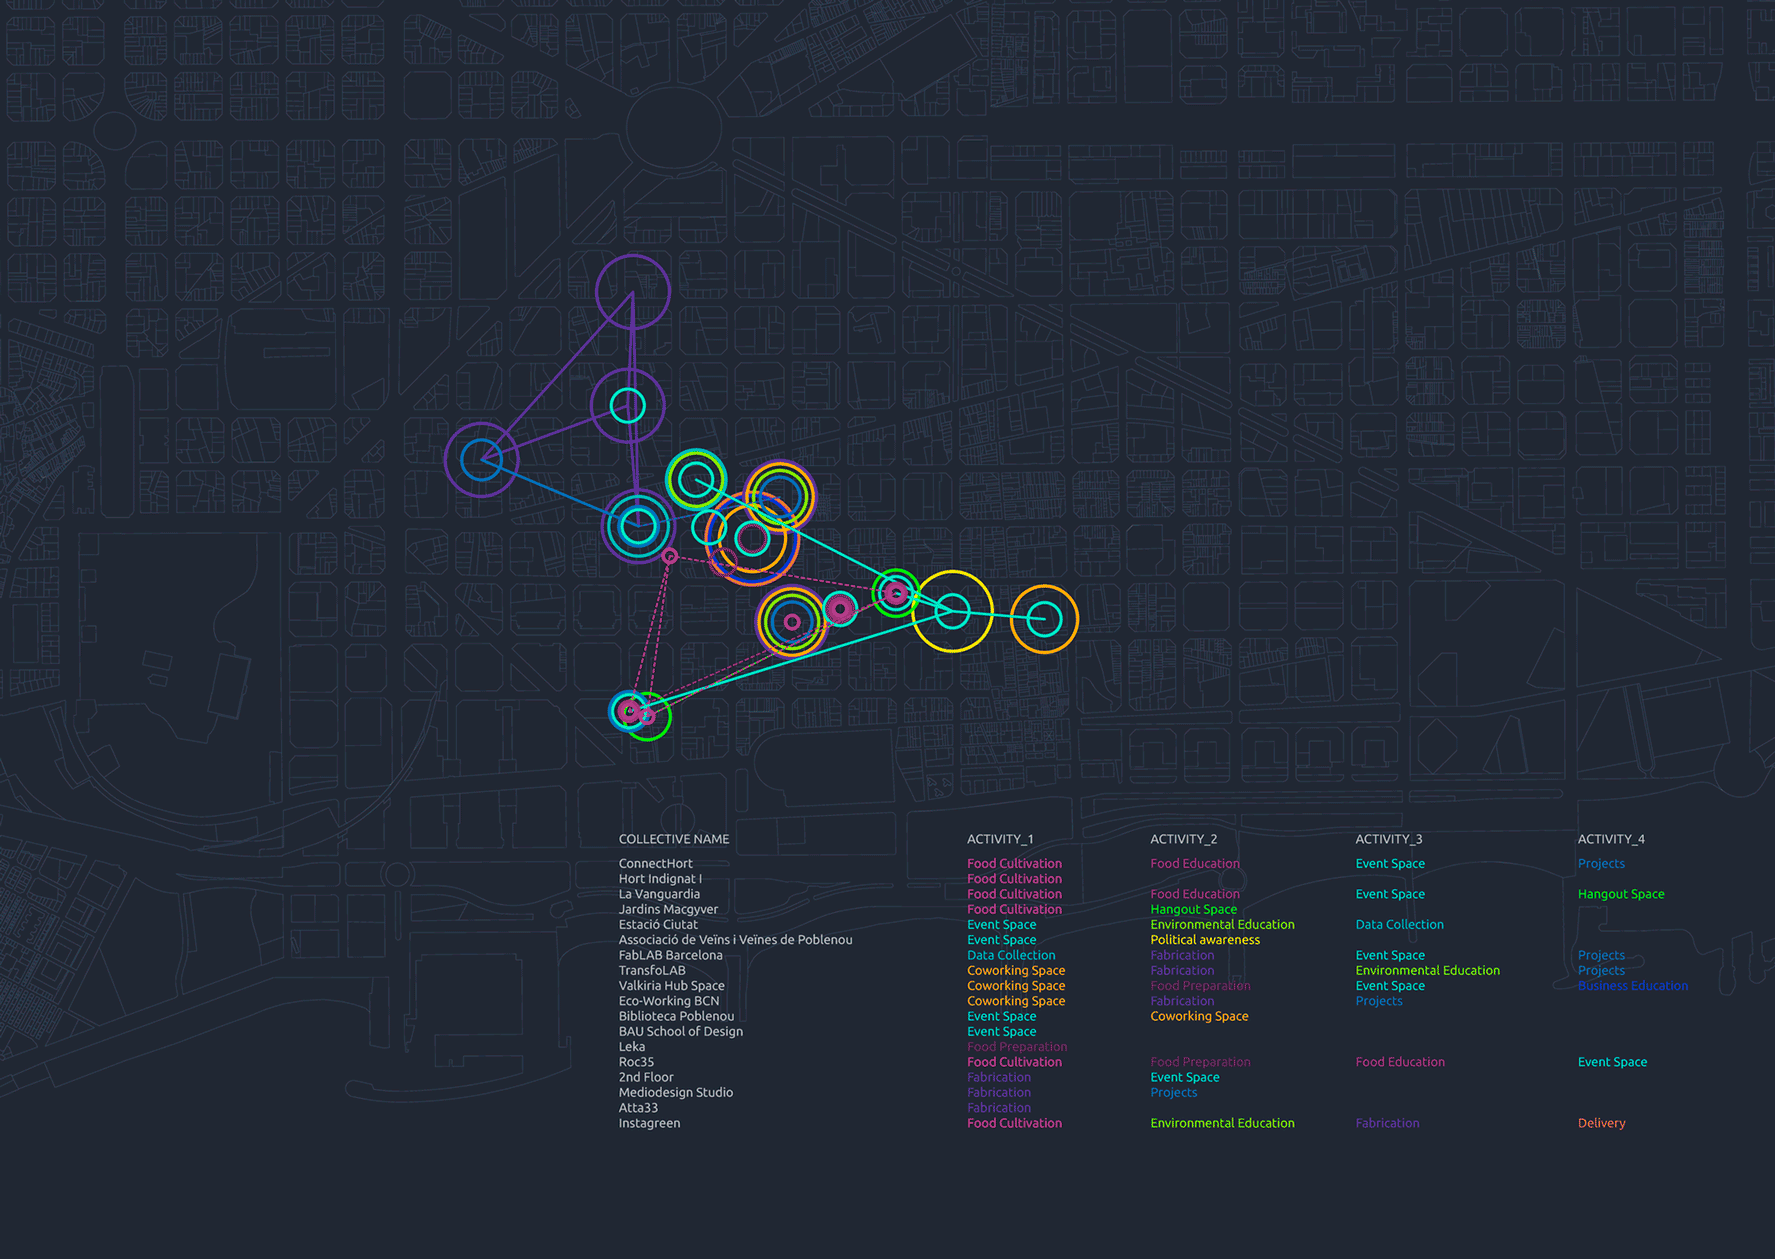 COLLECTIVE NAME ACTIVITY_1 ACTIVITY_2 ACTIVITY_3 ACTIVITY_4
ConnectHort Food Cultivation Food Education Event Space Projects
Hort Indignat I Food Cultivation
La Vanguardia Food Cultivation Food Education Event Space Hangout Space
Jardins Macgyver Food Cultivation Hangout Space
Estació Ciutat Event Space Environmental Education Data Collection
Associació de Veïns i Veïnes de Poblenou Event Space Political awareness
FabLAB Barcelona Data Collection Fabrication Event Space Projects
TransfoLAB Coworking Space Fabrication Environmental Education Projects
Valkiria Hub Space Coworking Space Food Preparation Event Space Business Education
Eco-Working BCN Coworking Space Fabrication Projects
Biblioteca Poblenou Event Space Coworking Space
BAU School of Design Event Space
Leka Food Preparation
Roc35 Food Cultivation Food Preparation Food Education Event Space
2nd Floor Fabrication Event Space
Mediodesign Studio Fabrication Projects
Atta33 Fabrication
Instagreen Food Cultivation Environmental Education Fabrication Delivery